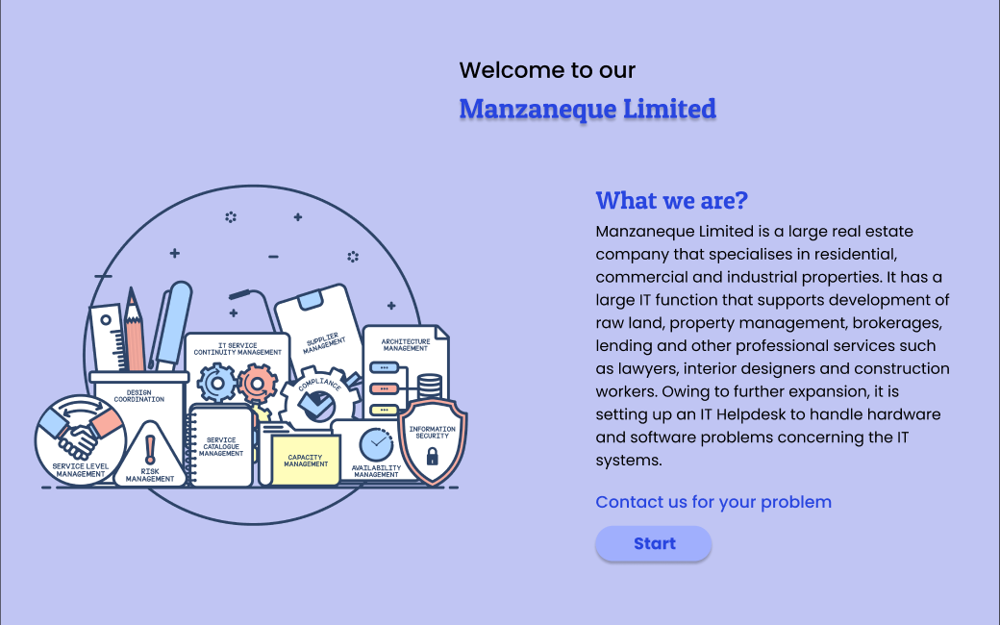 Welcome to our
Manzaneque Limited
What we are?
Manzaneque Limited is a large real estate
company that specialises in residential,
commercial and industrial properties. It has a
large IT function that supports development of
raw land, property management, brokerages,
lending and other professional services such
as lawyers, interior designers and construction
workers. Owing to further expansion, it is
setting up an IT Helpdesk to handle hardware
and software problems concerning the IT
systems.
Contact us for your problem
Start
DESIGN
COORDINATION
IT SERVICE
CONTINUITY MANAGEMENT
SUPPLIER
MANAGEMENT
ARCHITECTURE
MANAGEMENT
COMPLIANCE
SERVICE LEVEL
MANAGEMENT
RISK
MANAGEMENT
SERVICE
CATALOGUE
MANAGEMENT
CAPACITY
MANAGEMENT
AVAILABILITY
MANAGEMENT
INFORMATION
SECURITY